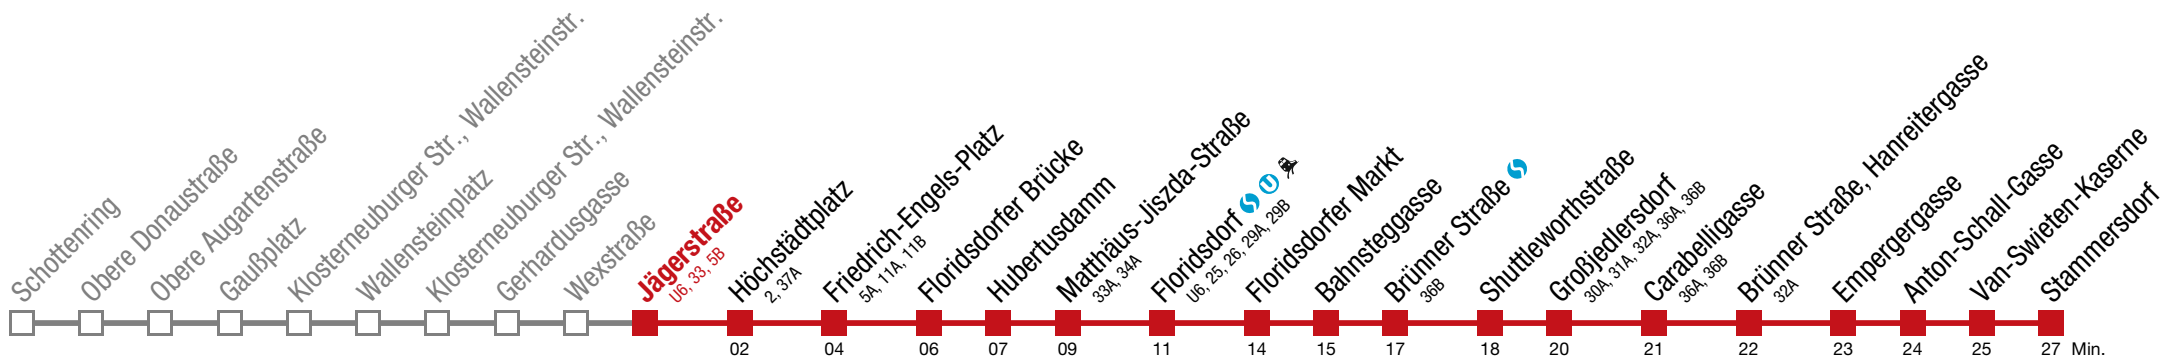 Schottenring
Obere Donaustraße
Obere Augartenstraße
Gaußplatz
Klosterneuburger Str., Wallensteinstr.
Wallensteinplatz
Klosterneuburger Str., Wallensteinstr.
Gerhardusgasse
Wexstraße
Jägerstraße
U6, 33, 5B
Höchstädtplatz
2, 37A
Friedrich-Engels-Platz
5A, 11A, 11B
Floridsdorfer Brücke
Hubertusdamm
Matthäus-Jiszda-Straße
33A, 34A
Floridsdorf S U
U6, 25, 26, 29A, 29B
Floridsdorfer Markt
Bahnsteggasse
Brünner Straße S
36B
Shuttleworthstraße
Großjedlersdorf
30A, 31A, 32A, 36A, 36B
Carabelligasse
36A, 36B
Brünner Straße, Hanreitergasse
32A
Empergergasse
Anton-Schall-Gasse
Van-Swieten-Kaserne
Stammersdorf
02 04 06 07 09 11 14 15 17 18 20 21 22 23 24 25 27 Min.